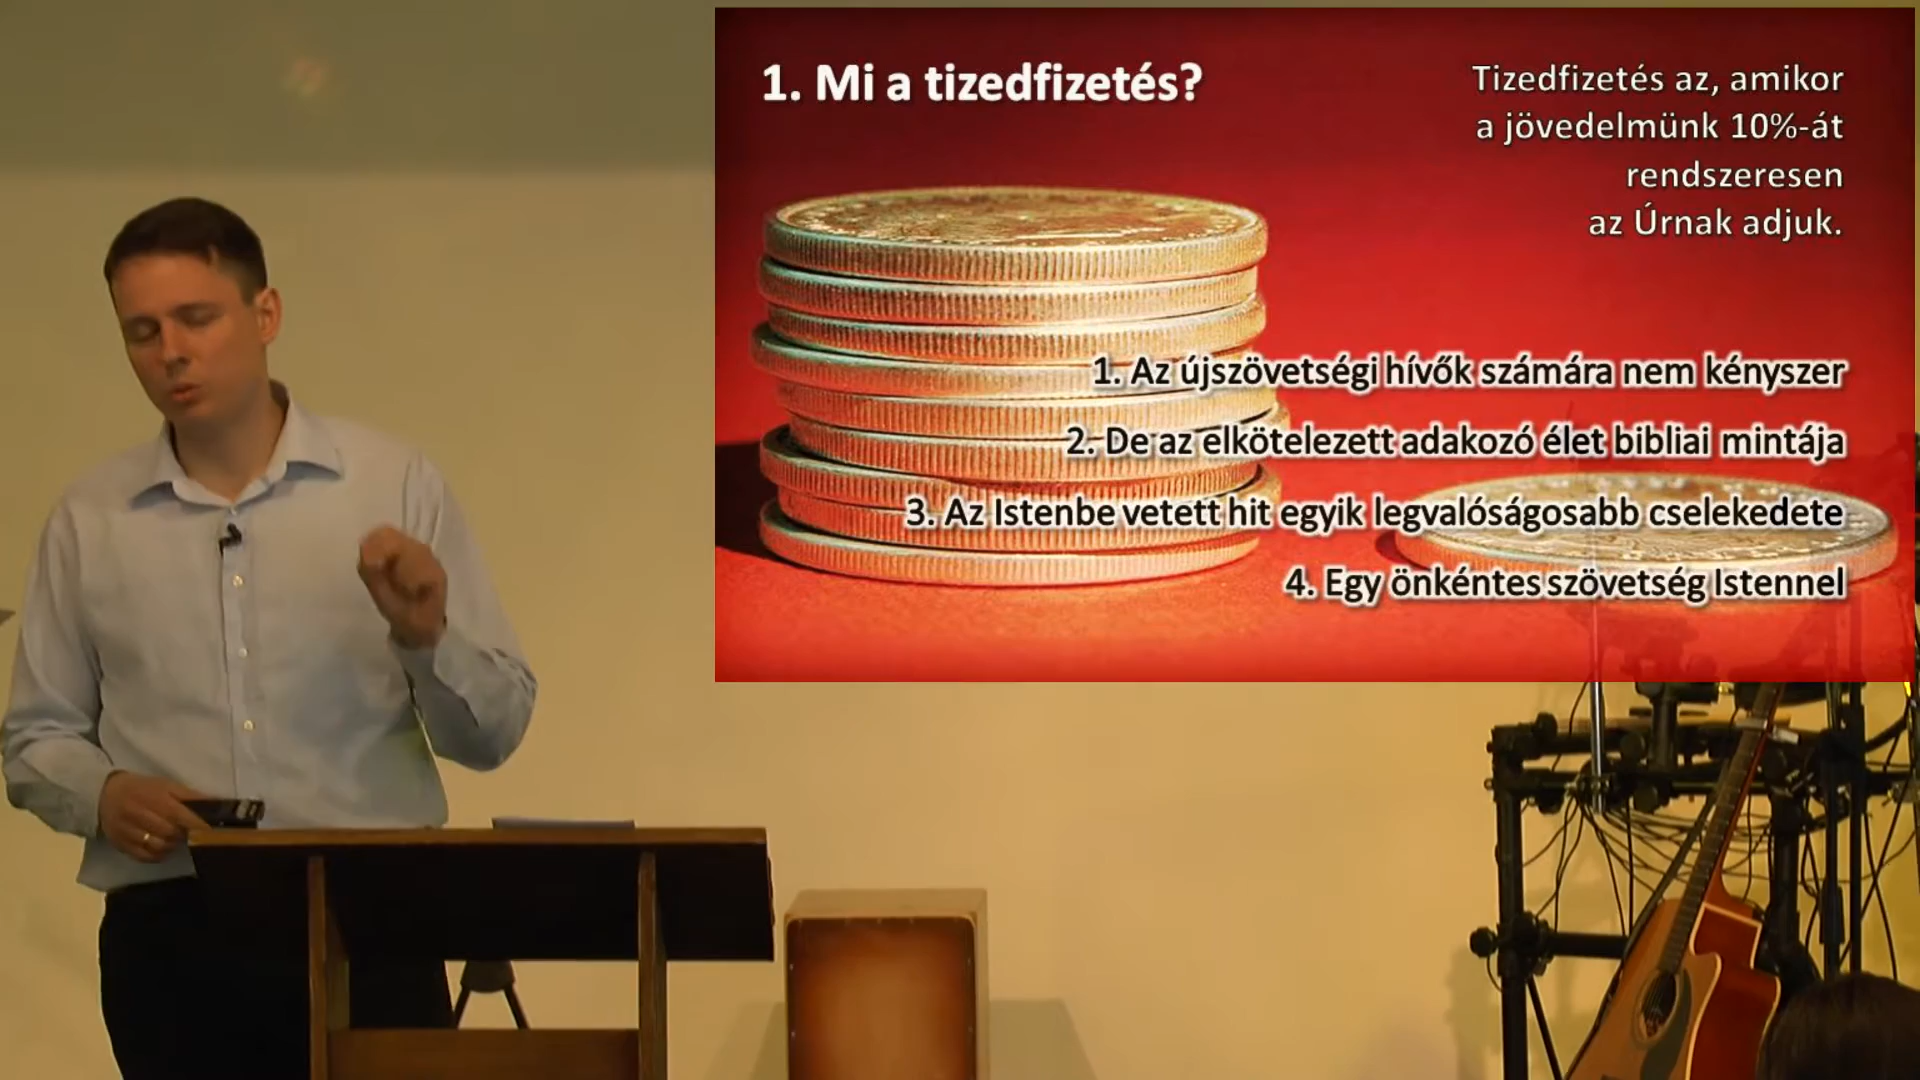 1. Mi a tizedfizetés?
Tizedfizetés az, amikor
a jövedelmünk 10%-át
rendszeresen
az Úrnak adjuk.
1. Az újszövetségi hívők számára nem kényszer
2. De az elkötelezett adakozó élet bibliai mintája
3. Az Istenbe vetett hit egyik legvalóságosabb cselekedete
4. Egy önkéntes szövetség Istennel